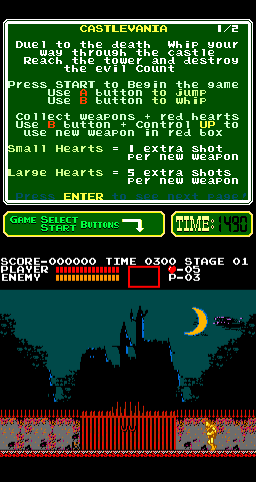 CASTLEVANIA 1/2
Duel to the death Whip your
way through the castle
Reach the tower and destroy
the evil Count
Press START to Begin the game
Use A button to jump
Use B button to whip
Collect weapons + red hearts
Use B button + Control UP to
use new weapon in red box
Small Hearts = 1 extra shot
per new weapon
Large Hearts = 5 extra shots
per new weapon
ENTER
GAME SELECT
START BUTTONS
TIME: 1490
SCORE-000000 TIME 0300 STAGE 01
PLAYER -05
ENEMY P-03